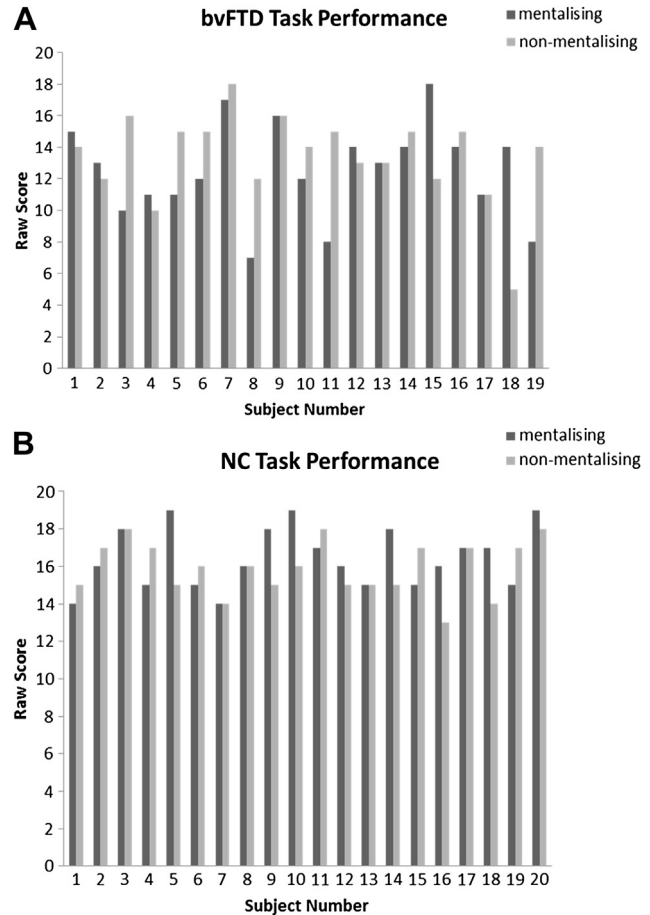 A
bvFTD Task Performance
mentalising
non-mentalising
20
18
16
14
12
10
8
6
4
2
0
Raw Score
1 2 3 4 5 6 7 8 9 10 11 12 13 14 15 16 17 18 19
Subject Number
B
NC Task Performance
mentalising
non-mentalising
20
18
16
14
12
10
8
6
4
2
0
Raw Score
1 2 3 4 5 6 7 8 9 10 11 12 13 14 15 16 17 18 19 20
Subject Number